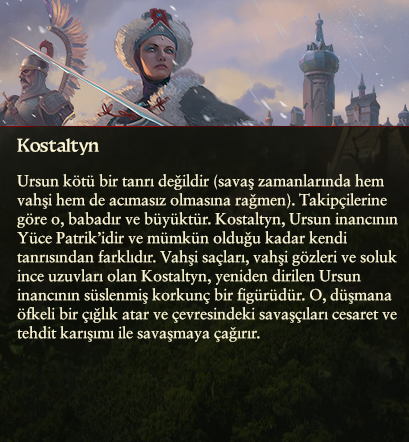 Kostaltyn
Ursun kötü bir tanrı değildir (savaş zamanlarında hem
vahşi hem de acımasız olmasına rağmen). Takipçilerine
göre o, babadır ve büyüktür. Kostaltyn, Ursun inancının
Yüce Patrik'idir ve mümkün olduğu kadar kendi
tanrısından farklıdır. Vahşi saçları, vahşi gözleri ve soluk
ince uzuvları olan Kostaltyn, yeniden dirilen Ursun
inancının süslenmiş korkunç bir figürüdür. O, düşmana
öfkeli bir çığlık atar ve çevresindeki savaşçıları cesaret ve
tehdit karışımı ile savaşmaya çağırır.